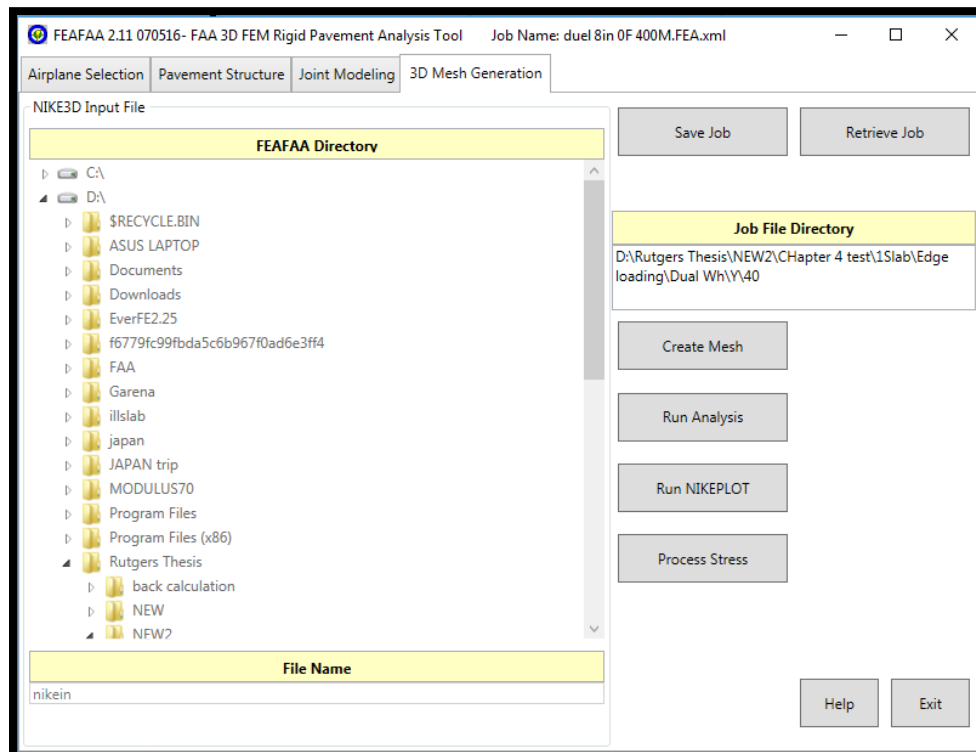 FEAFAA 2.11 070516- FAA 3D FEM Rigid Pavement Analysis Tool Job Name: duel 8in 0F 400M.FEA.xml
Airplane Selection Pavement Structure Joint Modeling 3D Mesh Generation
NIKE3D Input File
Save Job Retrieve Job
FEAFAA Directory
C:\
D:\
$RECYCLE.BIN
ASUS LAPTOP
Documents
Downloads
EverFE2.25
f6779fc99fbda5c6b967f0ad6e3ff4
FAA
Garena
illslab
japan
JAPAN trip
MODULUS70
Program Files
Program Files (x86)
Rutgers Thesis
back calculation
NEW
NEW2
Job File Directory
D:\Rutgers Thesis\NEW2\CHapter 4 test\1Slab\Edge
loading\Dual Wh\Y\40
Create Mesh
Run Analysis
Run NIKEPLOT
Process Stress
File Name
nikein
Help Exit